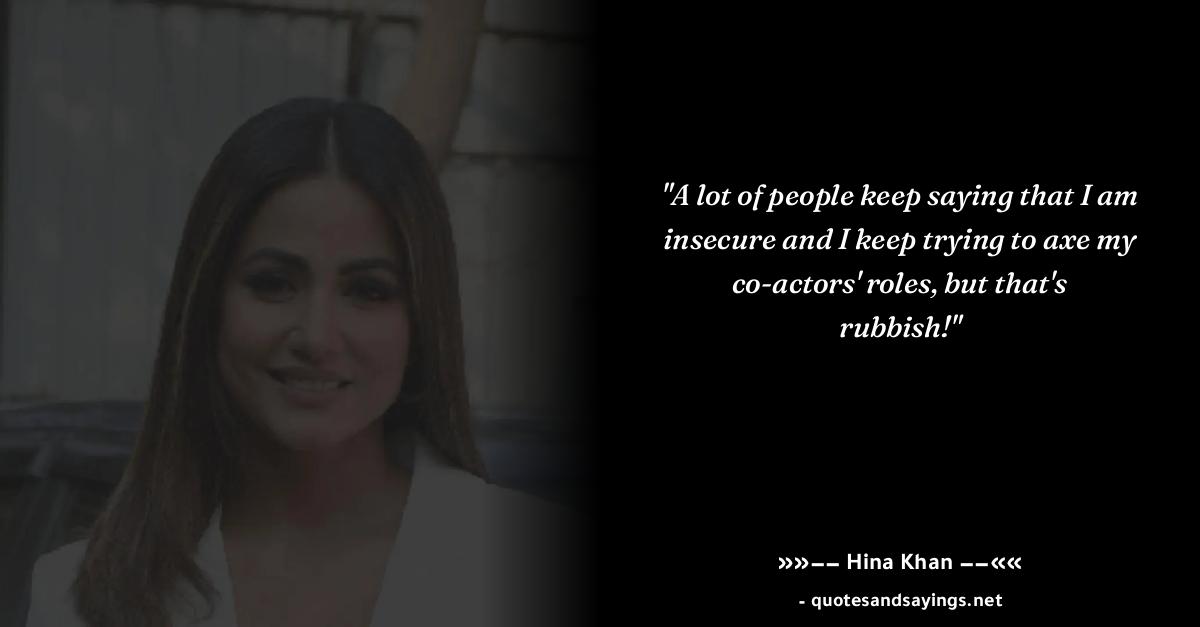 "A lot of people keep saying that I am
insecure and I keep trying to axe my
co-actors' roles, but that's
rubbish!"
»»−− Hina Khan −−««
- quotesandsayings.net